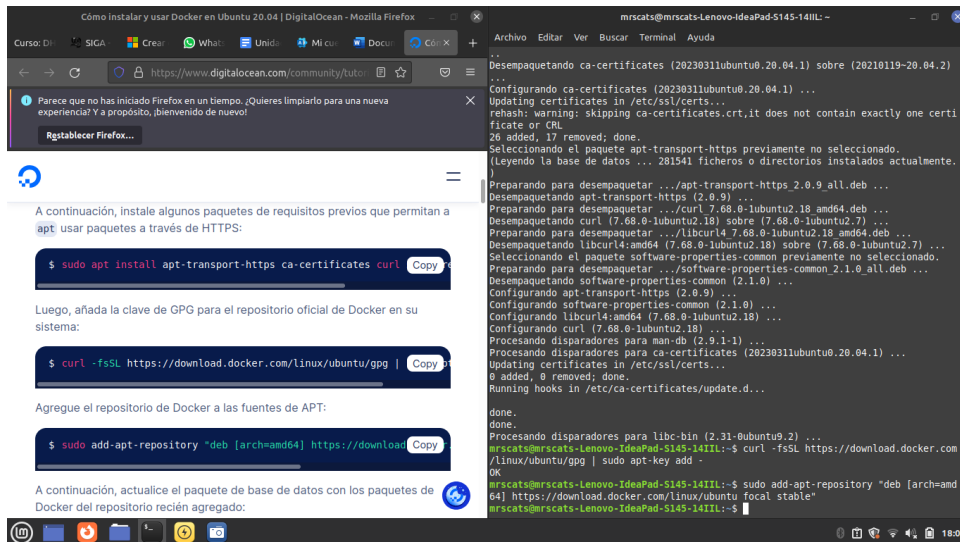 Cómo instalar y usar Docker en Ubuntu 20.04 | DigitalOcean - Mozilla Firefox
Curso: DH
SIGA -
Crear
Whats
Unida
Mi cue
Docum
Cóm
https://www.digitalocean.com/community/tutori
Parece que no has iniciado Firefox en un tiempo. ¿Quieres limpiarlo para una nueva
experiencia? Y a propósito, ¡bienvenido de nuevo!
Restablecer Firefox...
A continuación, instale algunos paquetes de requisitos previos que permitan a
apt usar paquetes a través de HTTPS:
$ sudo apt install apt-transport-https ca-certificates curl
Copy
Luego, añada la clave de GPG para el repositorio oficial de Docker en su
sistema:
$ curl -fsSL https://download.docker.com/linux/ubuntu/gpg |
Copy
Agregue el repositorio de Docker a las fuentes de APT:
$ sudo add-apt-repository "deb [arch=amd64] https://download
Copy
A continuación, actualice el paquete de base de datos con los paquetes de
Docker del repositorio recién agregado:
mrscats@mrscats-Lenovo-IdeaPad-S145-14IIL: ~
Archivo Editar Ver Buscar Terminal Ayuda
..
Desempaquetando ca-certificates (20230311ubuntu0.20.04.1) sobre (20210119~20.04.2)
...
Configurando ca-certificates (20230311ubuntu0.20.04.1) ...
Updating certificates in /etc/ssl/certs...
rehash: warning: skipping ca-certificates.crt,it does not contain exactly one certi
ficate or CRL
26 added, 17 removed; done.
Seleccionando el paquete apt-transport-https previamente no seleccionado.
(Leyendo la base de datos ... 281541 ficheros o directorios instalados actualmente.
)
Preparando para desempaquetar .../apt-transport-https_2.0.9_all.deb ...
Desempaquetando apt-transport-https (2.0.9) ...
Preparando para desempaquetar .../curl_7.68.0-1ubuntu2.18_amd64.deb ...
Desempaquetando curl (7.68.0-1ubuntu2.18) sobre (7.68.0-1ubuntu2.7) ...
Preparando para desempaquetar .../libcurl4_7.68.0-1ubuntu2.18_amd64.deb ...
Desempaquetando libcurl4:amd64 (7.68.0-1ubuntu2.18) sobre (7.68.0-1ubuntu2.7) ...
Seleccionando el paquete software-properties-common previamente no seleccionado.
Preparando para desempaquetar .../software-properties-common_2.1.0_all.deb ...
Desempaquetando software-properties-common (2.1.0) ...
Configurando apt-transport-https (2.0.9) ...
Configurando software-properties-common (2.1.0) ...
Configurando libcurl4:amd64 (7.68.0-1ubuntu2.18) ...
Configurando curl (7.68.0-1ubuntu2.18) ...
Procesando disparadores para man-db (2.9.1-1) ...
Procesando disparadores para ca-certificates (20230311ubuntu0.20.04.1) ...
Updating certificates in /etc/ssl/certs...
0 added, 0 removed; done.
Running hooks in /etc/ca-certificates/update.d...
done.
done.
Procesando disparadores para libc-bin (2.31-0ubuntu9.2) ...
mrscats@mrscats-Lenovo-IdeaPad-S145-14IIL:~$ curl -fsSL https://download.docker.com
/linux/ubuntu/gpg | sudo apt-key add -
OK
mrscats@mrscats-Lenovo-IdeaPad-S145-14IIL:~$ sudo add-apt-repository "deb [arch=amd
64] https://download.docker.com/linux/ubuntu focal stable"
mrscats@mrscats-Lenovo-IdeaPad-S145-14IIL:~$
18:0